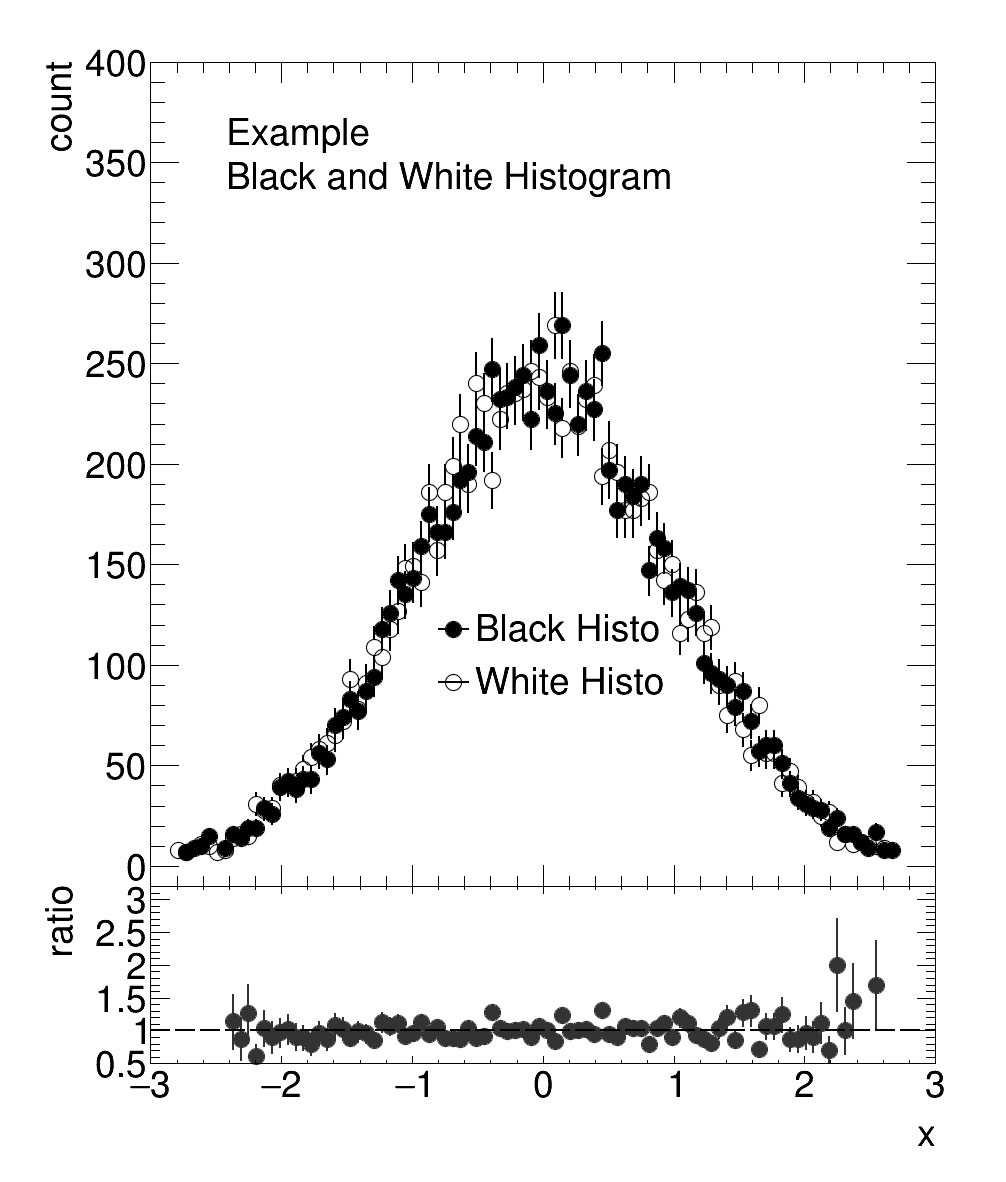 count
400
350
300
250
200
150
100
50
0
Example
Black and White Histogram
Black Histo
White Histo
ratio
3
2.5
2
1.5
1
0.5
−3 −2 −1 0 1 2 3
x